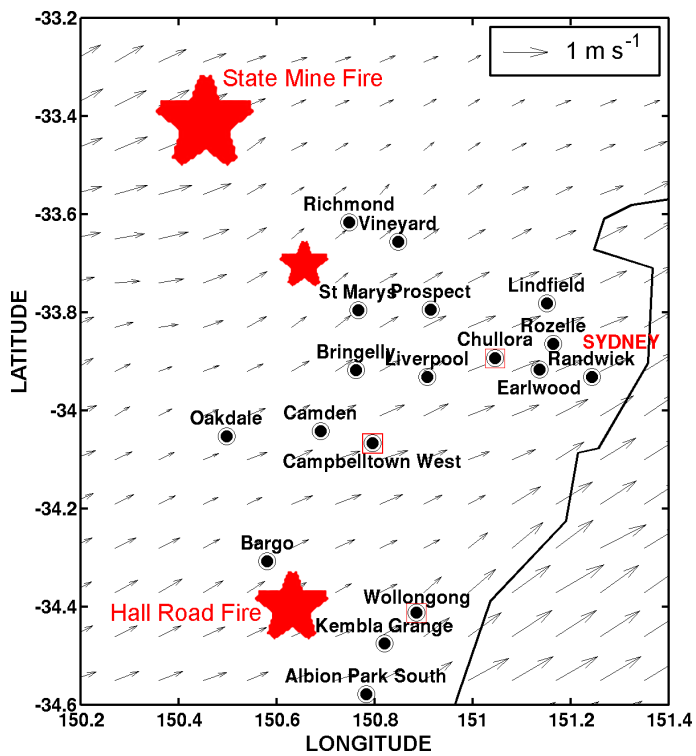 -33.2
1 m s-1
State Mine Fire
-33.4
-33.6
Richmond
Vineyard
-33.8
St Marys
Prospect
Lindfield
Rozelle
Chullora
SYDNEY
Bringelly
Liverpool
Randwick
Earlwood
LATITUDE
-34
Oakdale
Camden
Campbelltown West
-34.2
Bargo
-34.4
Hall Road Fire
Wollongong
Kembla Grange
Albion Park South
-34.6
150.2 150.4 150.6 150.8 151 151.2 151.4
LONGITUDE